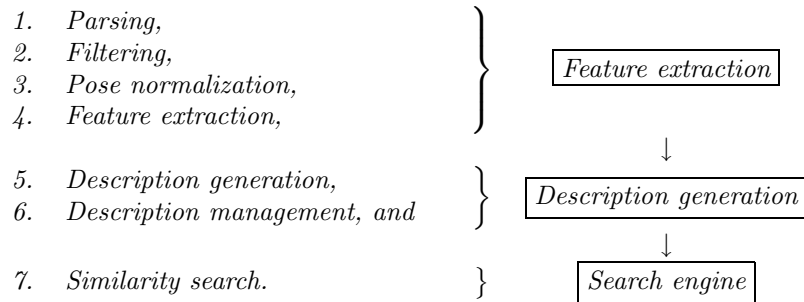 1. Parsing,
2. Filtering,
3. Pose normalization,
4. Feature extraction,
Feature extraction
↓
5. Description generation,
6. Description management, and
Description generation
↓
7. Similarity search.
Search engine